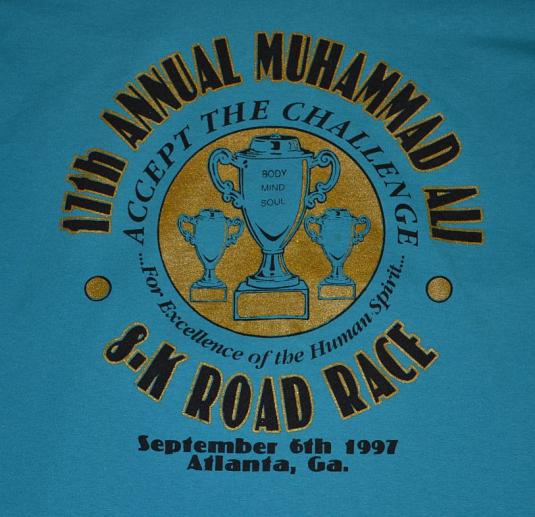 17th ANNUAL MUHAMMAD ALI
ACCEPT THE CHALLENGE
BODY
MIND
SOUL
...For Excellence of the Human Spirit...
8-K ROAD RACE
September 6th 1997
Atlanta, Ga.